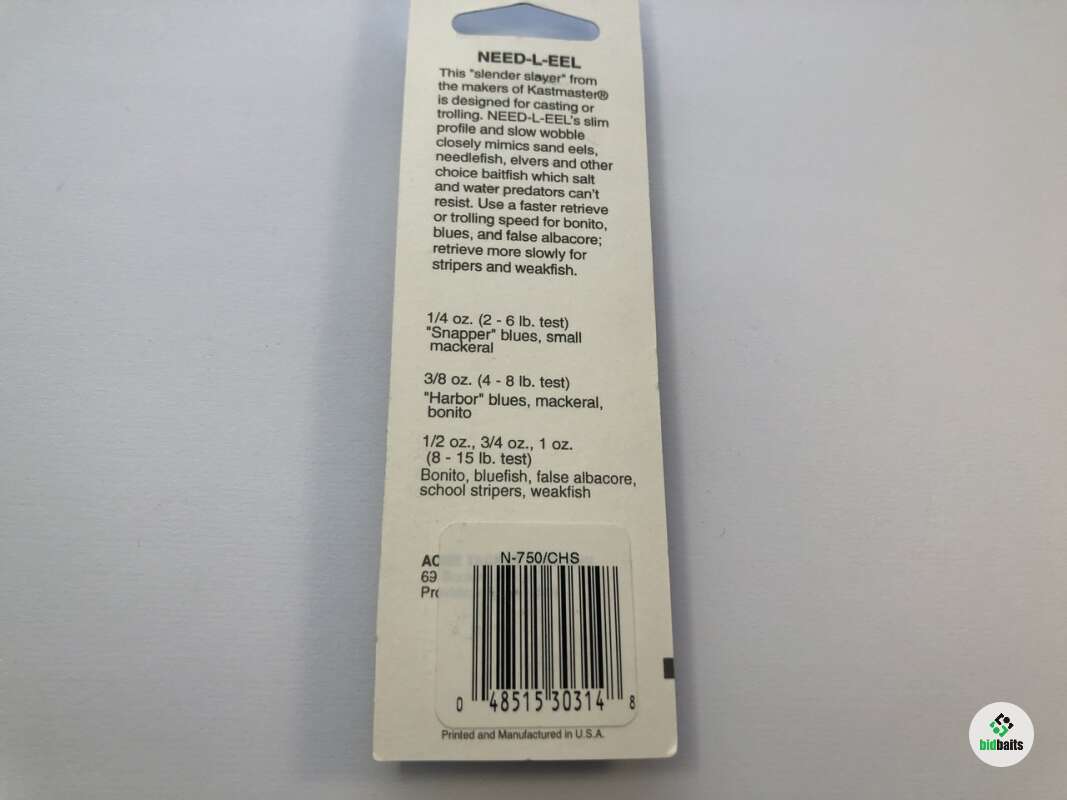 NEED-L-EEL
This "slender slayer" from
the makers of Kastmaster®
is designed for casting or
trolling. NEED-L-EEL's slim
profile and slow wobble
closely mimics sand eels,
needlefish, elvers and other
choice baitfish which salt
and water predators can't
resist. Use a faster retrieve
or trolling speed for bonito,
blues, and false albacore;
retrieve more slowly for
stripers and weakfish.
1/4 oz. (2 - 6 lb. test)
"Snapper" blues, small
mackeral
3/8 oz. (4 - 8 lb. test)
"Harbor" blues, mackeral,
bonito
1/2 oz., 3/4 oz., 1 oz.
(8 - 15 lb. test)
Bonito, bluefish, false albacore,
school stripers, weakfish
N-750/CHS
0 48515 30314 8
Printed and Manufactured in U.S.A.
bidbaits